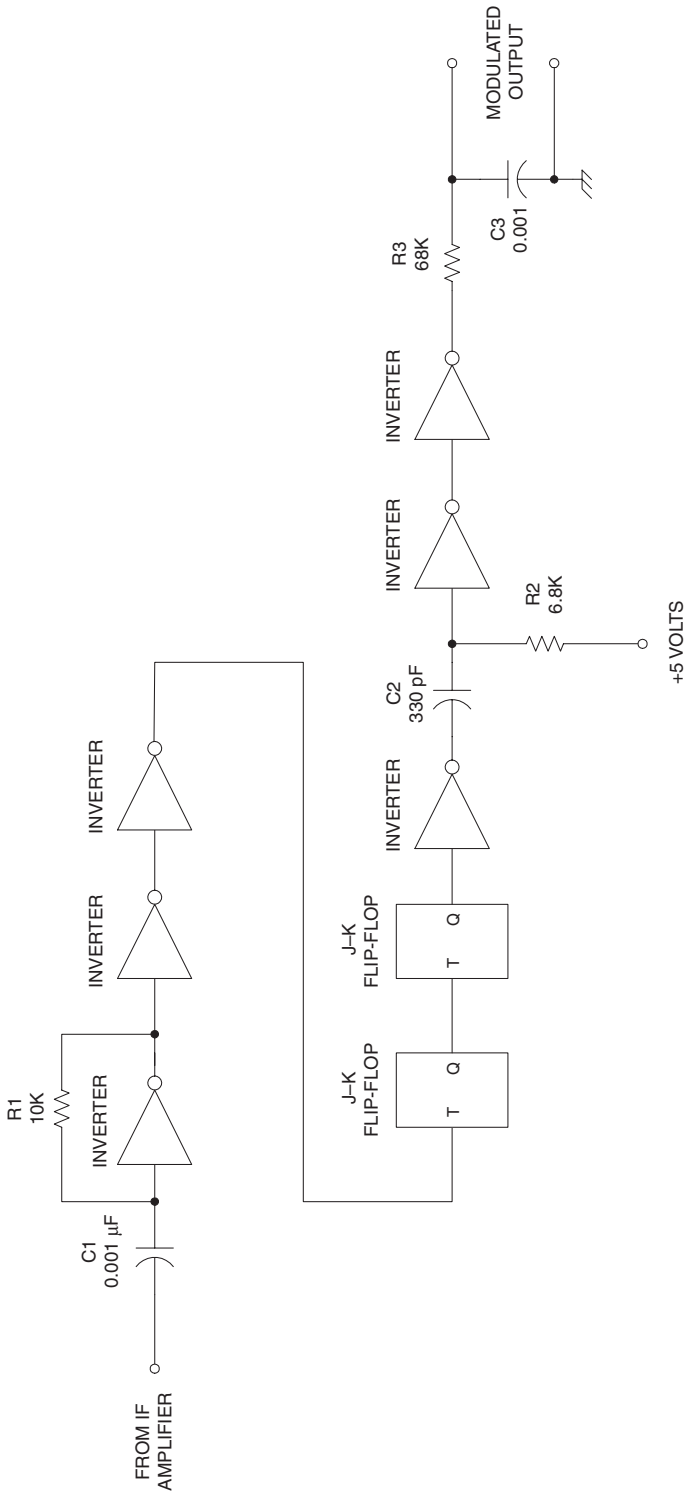 FROM IF
AMPLIFIER
C1
0.001 µF
R1
10K
INVERTER
INVERTER
INVERTER
J–K
FLIP-FLOP
T Q
J–K
FLIP-FLOP
T Q
INVERTER
C2
330 pF
R2
6.8K
+5 VOLTS
INVERTER
INVERTER
R3
68K
C3
0.001
MODULATED
OUTPUT